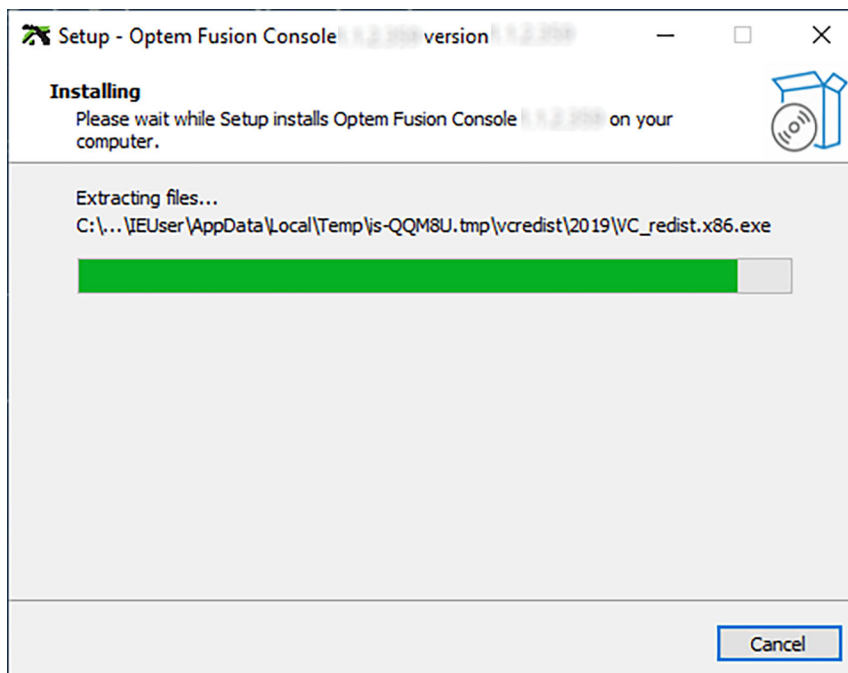 Setup - Optem Fusion Console version
Installing
Please wait while Setup installs Optem Fusion Console on your
computer.
Extracting files...
C:\...\IEUser\AppData\Local\Temp\is-QQM8U.tmp\vcredist\2019\VC_redist.x86.exe
Cancel